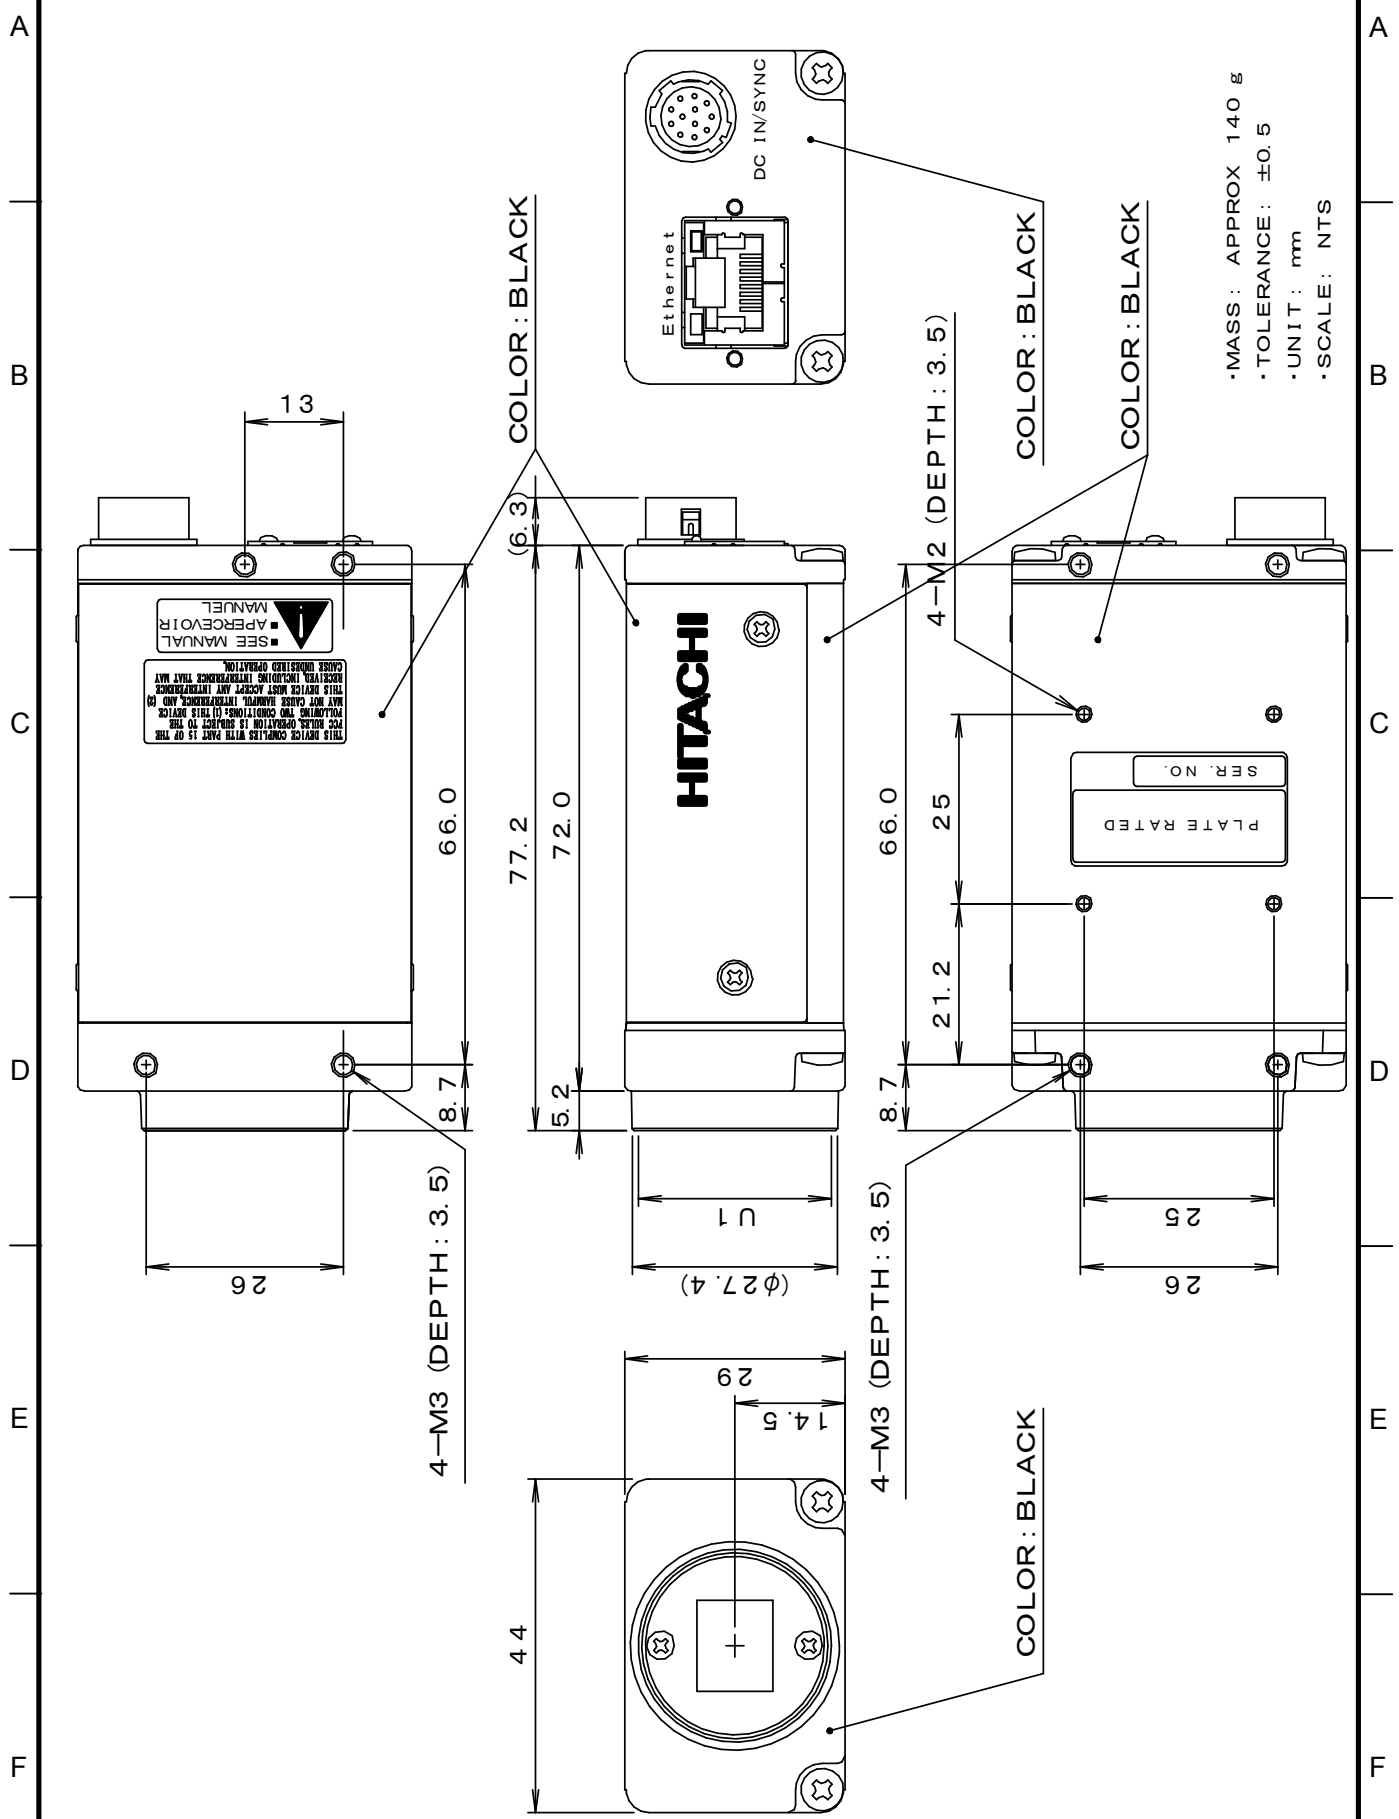 A
A
B
B
C
C
D
D
E
E
F
F
DC IN/SYNC
Ethernet
COLOR:BLACK
COLOR:BLACK
COLOR:BLACK
·MASS: APPROX 140 g
·TOLERANCE: ±0.5
·UNIT: mm
·SCALE: NTS
13
■ SEE MANUAL
■ APERCEVOIR
MANUEL
THIS DEVICE COMPLIES WITH PART 15 OF THE
FCC RULES. OPERATION IS SUBJECT TO THE
FOLLOWING TWO CONDITIONS: (1) THIS DEVICE
MAY NOT CAUSE HARMFUL INTERFERENCE, AND (2)
THIS DEVICE MUST ACCEPT ANY INTERFERENCE
RECEIVED, INCLUDING INTERFERENCE THAT MAY
CAUSE UNDESIRED OPERATION.
66.0
8.7
26
4-M3 (DEPTH:3.5)
(6.3)
77.2
72.0
5.2
HITACHI
U1
(φ27.4)
4-M2 (DEPTH:3.5)
66.0
25
21.2
8.7
SER. NO.
PLATE RATED
25
26
4-M3 (DEPTH:3.5)
29
14.5
44
COLOR:BLACK